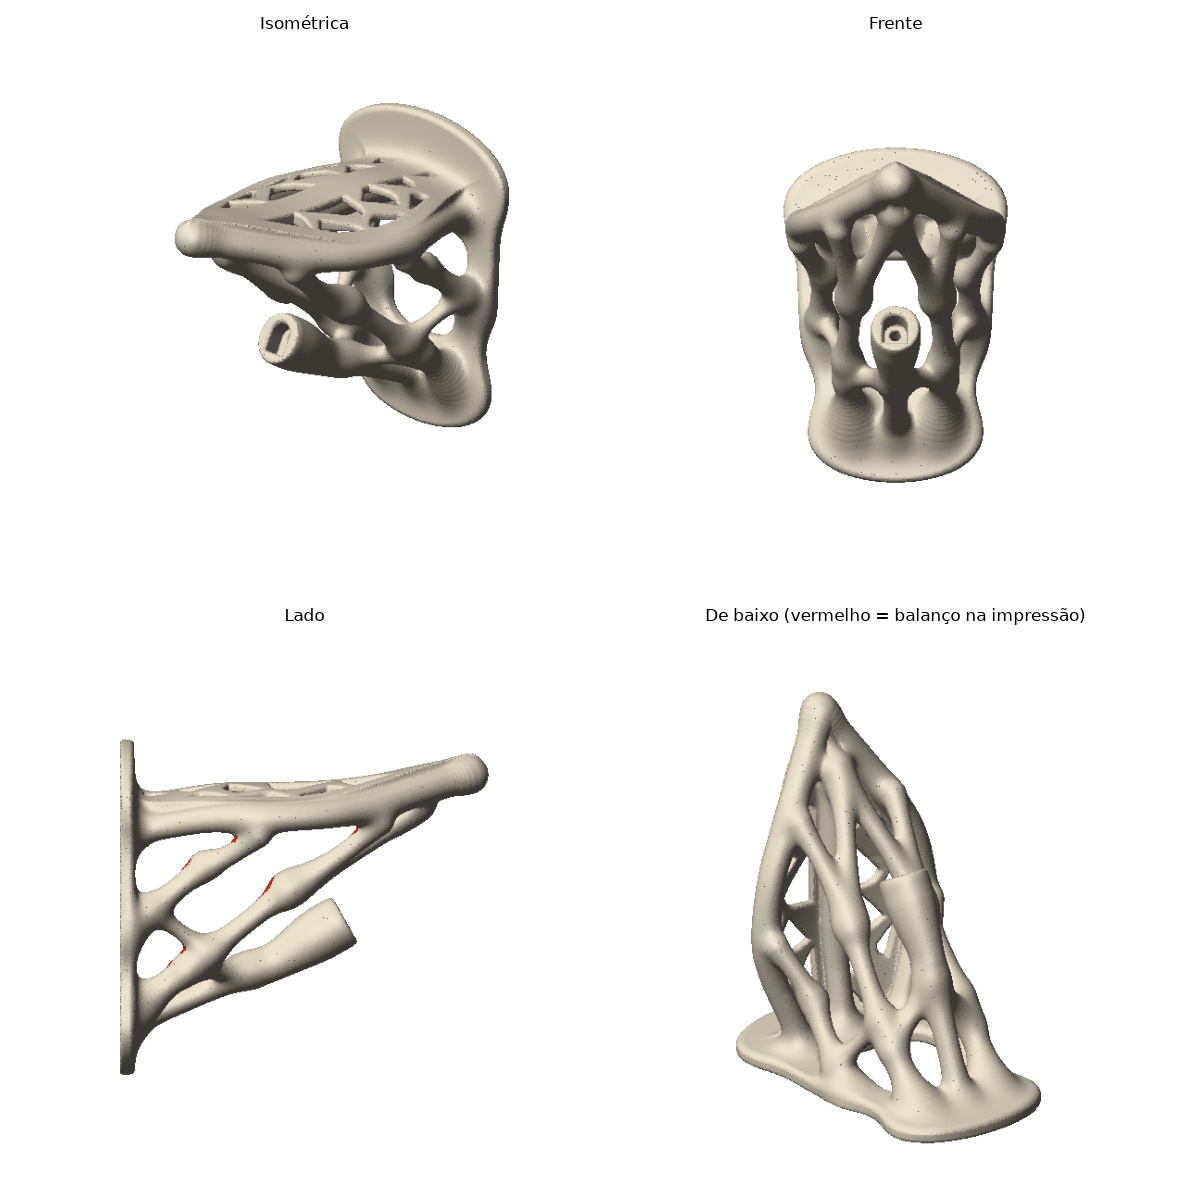 Isométrica
Frente
Lado
De baixo (vermelho = balanço na impressão)